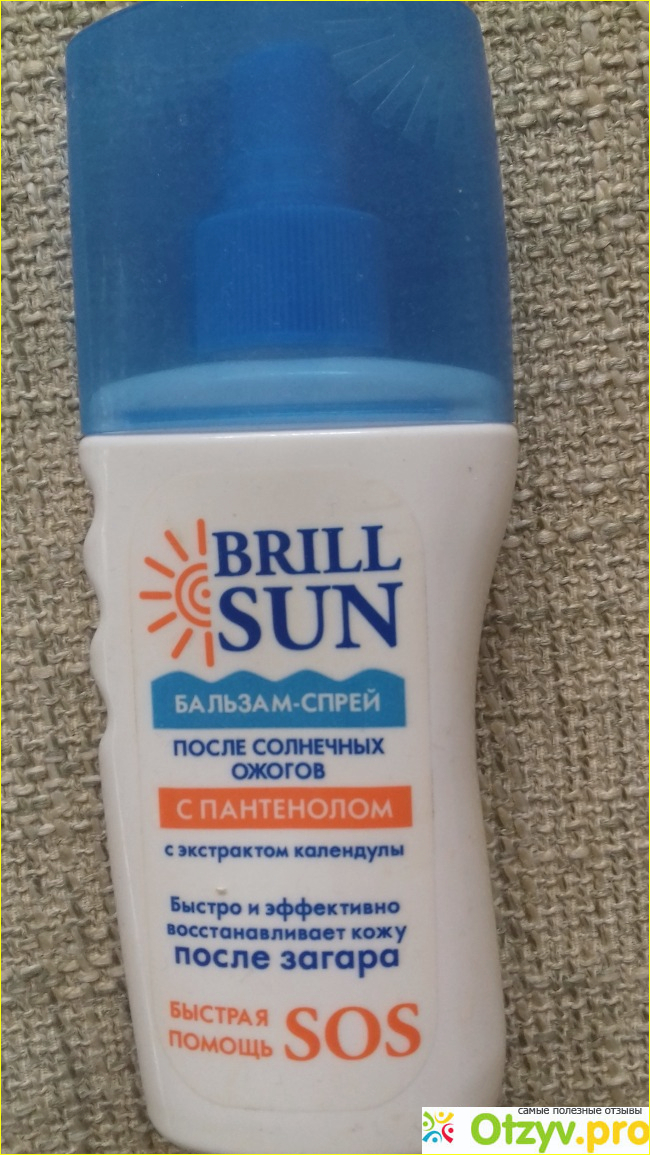 BRILL
SUN
БАЛЬЗАМ-СПРЕЙ
ПОСЛЕ СОЛНЕЧНЫХ
ОЖОГОВ
С ПАНТЕНОЛОМ
с экстрактом календулы
Быстро и эффективно
восстанавливает кожу
после загара
БЫСТРАЯ
ПОМОЩЬ SOS
самые полезные отзывы
Otzyv.pro